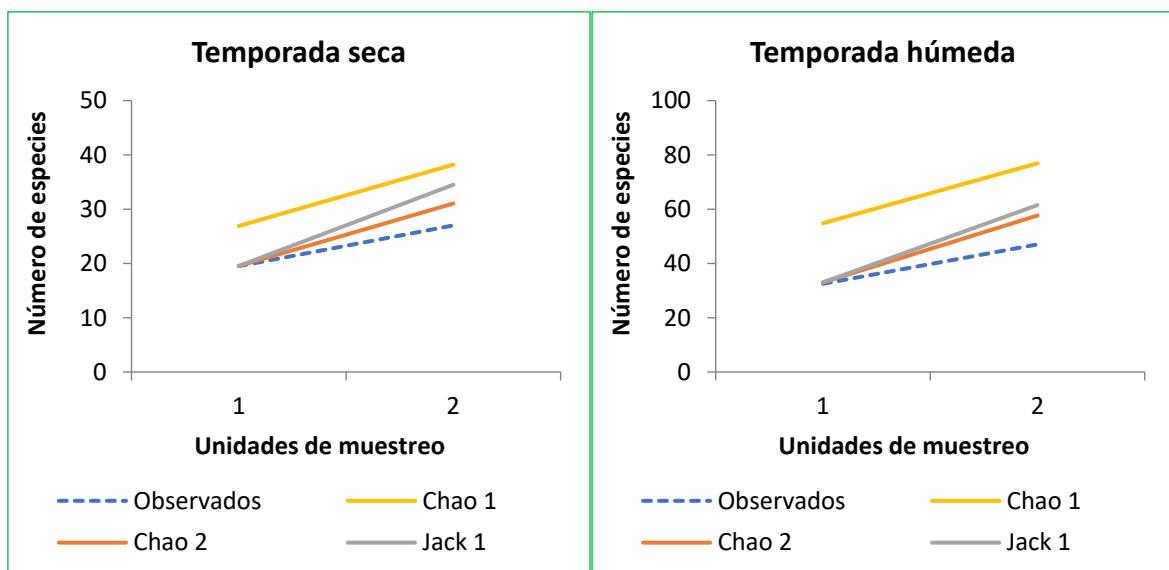 Temporada seca
Número de especies
50
40
30
20
10
0
1 2
Unidades de muestreo
Observados Chao 1
Chao 2 Jack 1
Temporada húmeda
Número de especies
100
80
60
40
20
0
1 2
Unidades de muestreo
Observados Chao 1
Chao 2 Jack 1